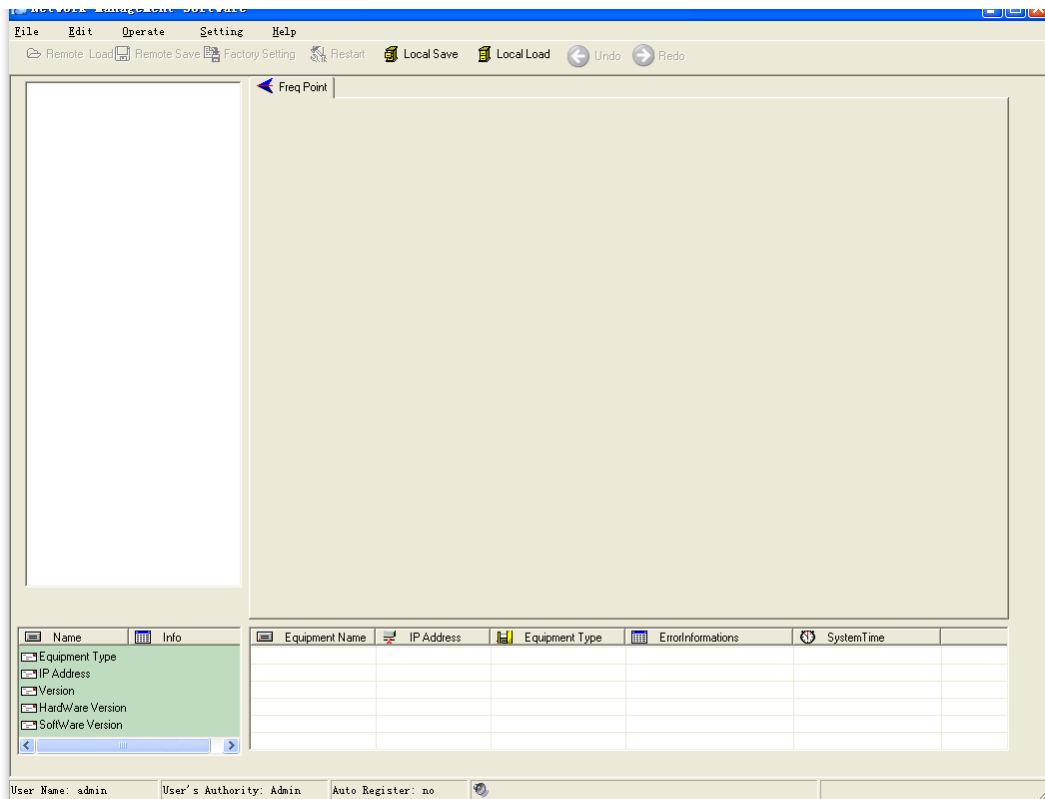 Network Management Software
File Edit Operate Setting Help
Remote Load Remote Save Factory Setting Restart Local Save Local Load Undo Redo
Freq Point
Name Info
Equipment Type
IP Address
Version
HardWare Version
SoftWare Version
Equipment Name IP Address Equipment Type ErrorInformations SystemTime
User Name: admin User's Authority: Admin Auto Register: no